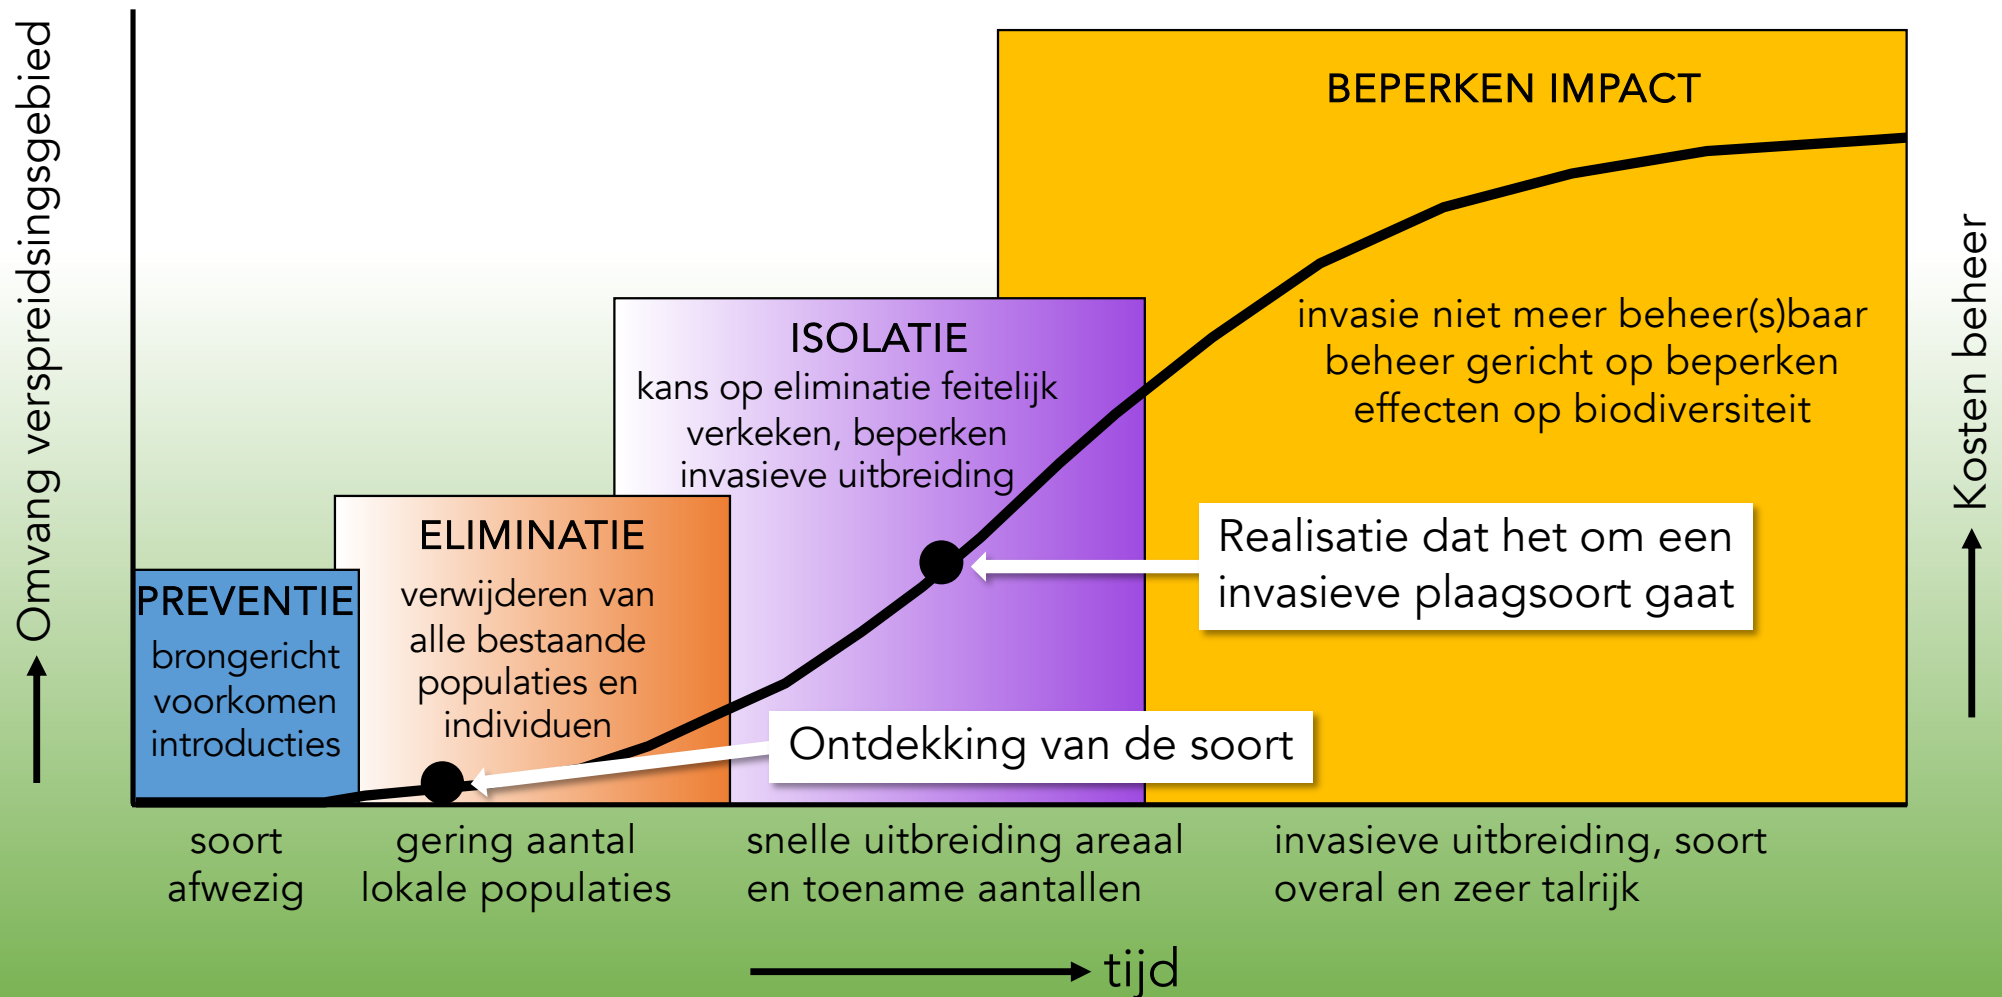 Omvang verspreidsingsgebied
PREVENTIE
brongericht
voorkomen
introducties
ELIMINATIE
verwijderen van
alle bestaande
populaties en
individuen
ISOLATIE
kans op eliminatie feitelijk
verkeken, beperken
invasieve uitbreiding
BEPERKEN IMPACT
invasie niet meer beheer(s)baar
beheer gericht op beperken
effecten op biodiversiteit
Realisatie dat het om een
invasieve plaagsoort gaat
Ontdekking van de soort
Kosten beheer
soort
afwezig
gering aantal
lokale populaties
snelle uitbreiding areaal
en toename aantallen
invasieve uitbreiding, soort
overal en zeer talrijk
tijd